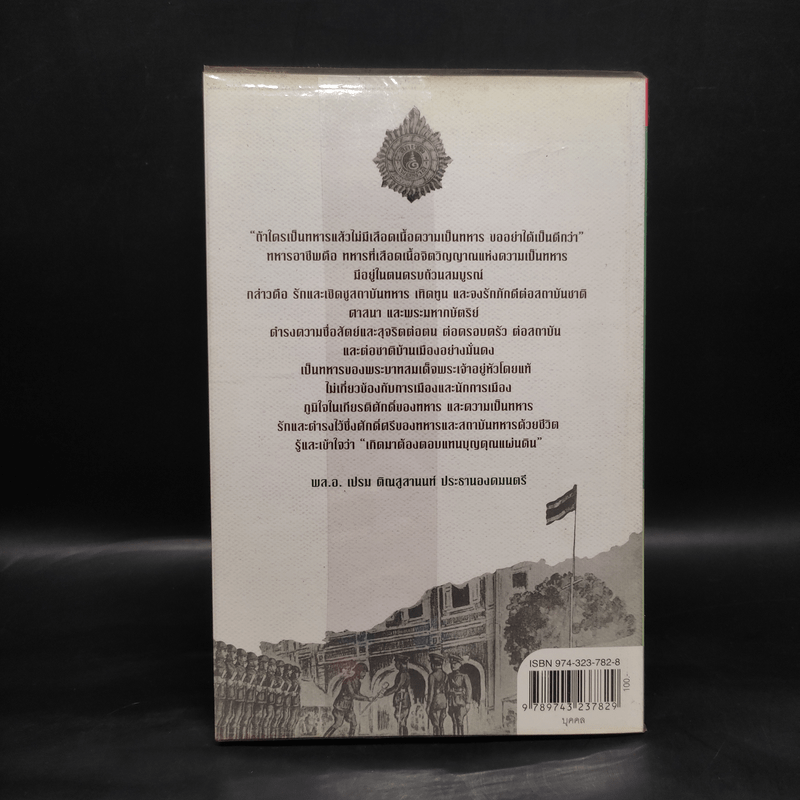 "ถ้าใครเป็นทหารแล้วไม่มีเลือดเนื้อความเป็นทหาร ขออย่าได้เป็นดีกว่า"
ทหารอาชีพคือ ทหารที่เลือดเนื้อจิตวิญญาณแห่งความเป็นทหาร
มีอยู่ในตนครบถ้วนสมบูรณ์
กล่าวคือ รักและเชิดชูสถาบันทหาร เทิดทูน และจงรักภักดีต่อสถาบันชาติ
ศาสนา และพระมหากษัตริย์
ดำรงความซื่อสัตย์และสุจริตต่อตน ต่อครอบครัว ต่อสถาบัน
และต่อชาติบ้านเมืองอย่างมั่นคง
เป็นทหารของพระบาทสมเด็จพระเจ้าอยู่หัวโดยแท้
ไม่เกี่ยวข้องกับการเมืองและนักการเมือง
ภูมิใจในเกียรติศักดิ์ของทหาร และความเป็นทหาร
รักและดำรงไว้ซึ่งศักดิ์ศรีของทหารและสถาบันทหารด้วยชีวิต
รู้และเข้าใจว่า "เกิดมาต้องตอบแทนบุญคุณแผ่นดิน"
พล.อ. เปรม ติณสูลานนท์ ประธานองคมนตรี
ISBN 974-323-782-8
9 789743 237829
100.-
บุคคล